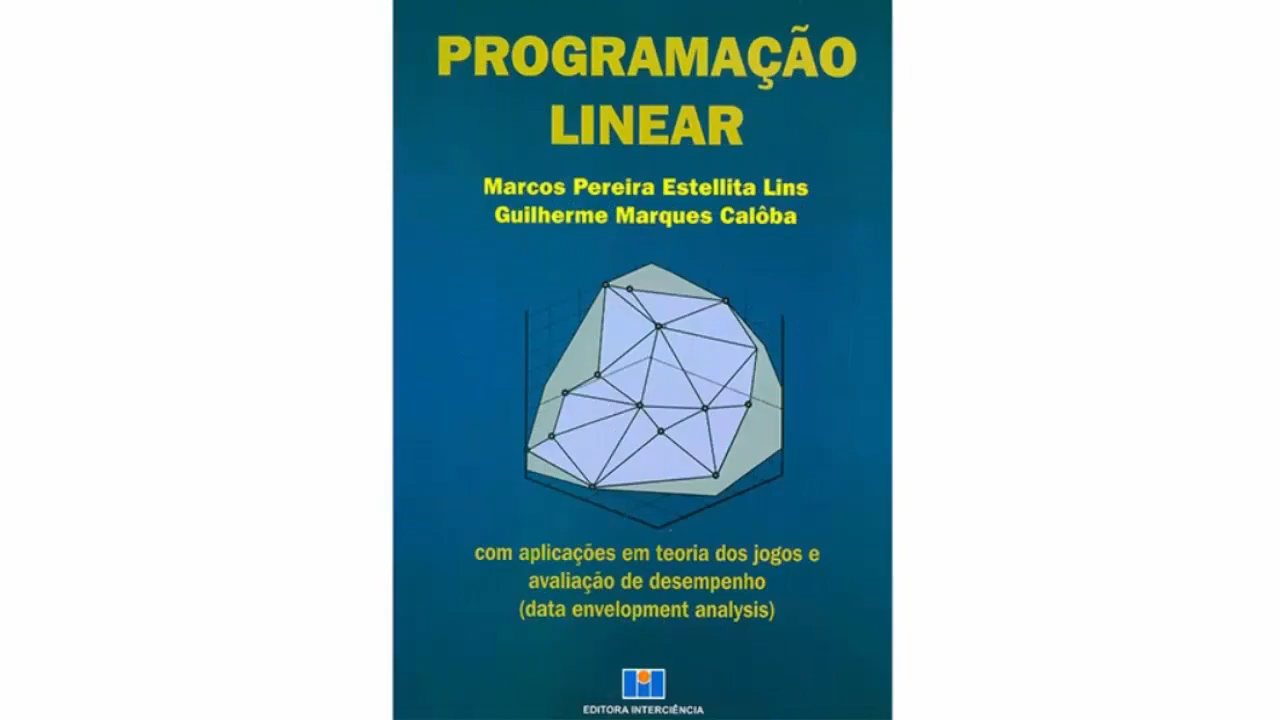 PROGRAMAÇÃO
LINEAR
Marcos Pereira Estellita Lins
Guilherme Marques Calôba
com aplicações em teoria dos jogos e
avaliação de desempenho
(data envelopment analysis)
EDITORA INTERCIÊNCIA